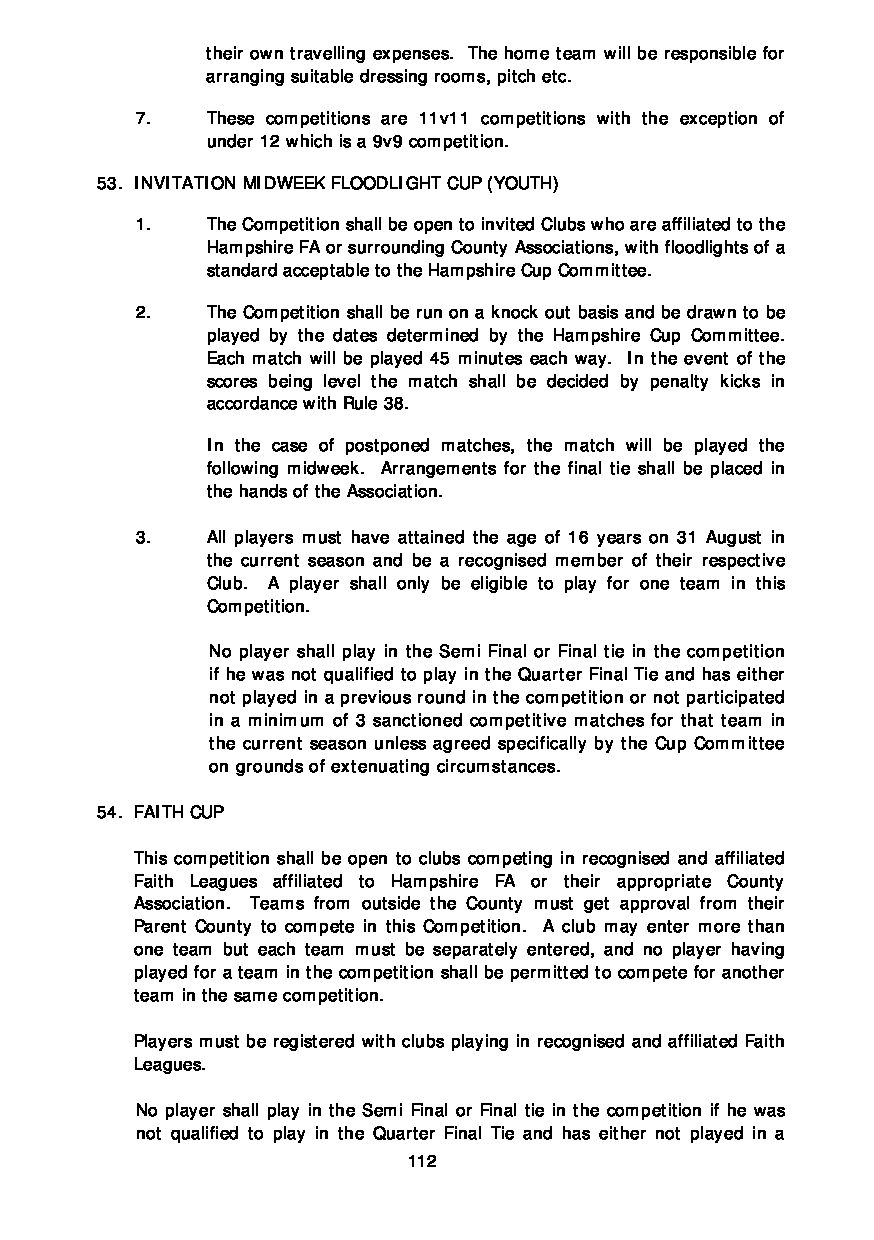 their own travelling expenses. The home team will be responsible for
arranging suitable dressing rooms, pitch etc.
7. These competitions are 11v11 competitions with the exception of
under 12 which is a 9v9 competition.
53. INVITATION MIDWEEK FLOODLIGHT CUP (YOUTH)
1. The Competition shall be open to invited Clubs who are affiliated to the
Hampshire FA or surrounding County Associations, with floodlights of a
standard acceptable to the Hampshire Cup Committee.
2. The Competition shall be run on a knock out basis and be drawn to be
played by the dates determined by the Hampshire Cup Committee.
Each match will be played 45 minutes each way. In the event of the
scores being level the match shall be decided by penalty kicks in
accordance with Rule 38.
In the case of postponed matches, the match will be played the
following midweek. Arrangements for the final tie shall be placed in
the hands of the Association.
3. All players must have attained the age of 16 years on 31 August in
the current season and be a recognised member of their respective
Club. A player shall only be eligible to play for one team in this
Competition.
No player shall play in the Semi Final or Final tie in the competition
if he was not qualified to play in the Quarter Final Tie and has either
not played in a previous round in the competition or not participated
in a minimum of 3 sanctioned competitive matches for that team in
the current season unless agreed specifically by the Cup Committee
on grounds of extenuating circumstances.
54. FAITH CUP
This competition shall be open to clubs competing in recognised and affiliated
Faith Leagues affiliated to Hampshire FA or their appropriate County
Association. Teams from outside the County must get approval from their
Parent County to compete in this Competition. A club may enter more than
one team but each team must be separately entered, and no player having
played for a team in the competition shall be permitted to compete for another
team in the same competition.
Players must be registered with clubs playing in recognised and affiliated Faith
Leagues.
No player shall play in the Semi Final or Final tie in the competition if he was
not qualified to play in the Quarter Final Tie and has either not played in a
112